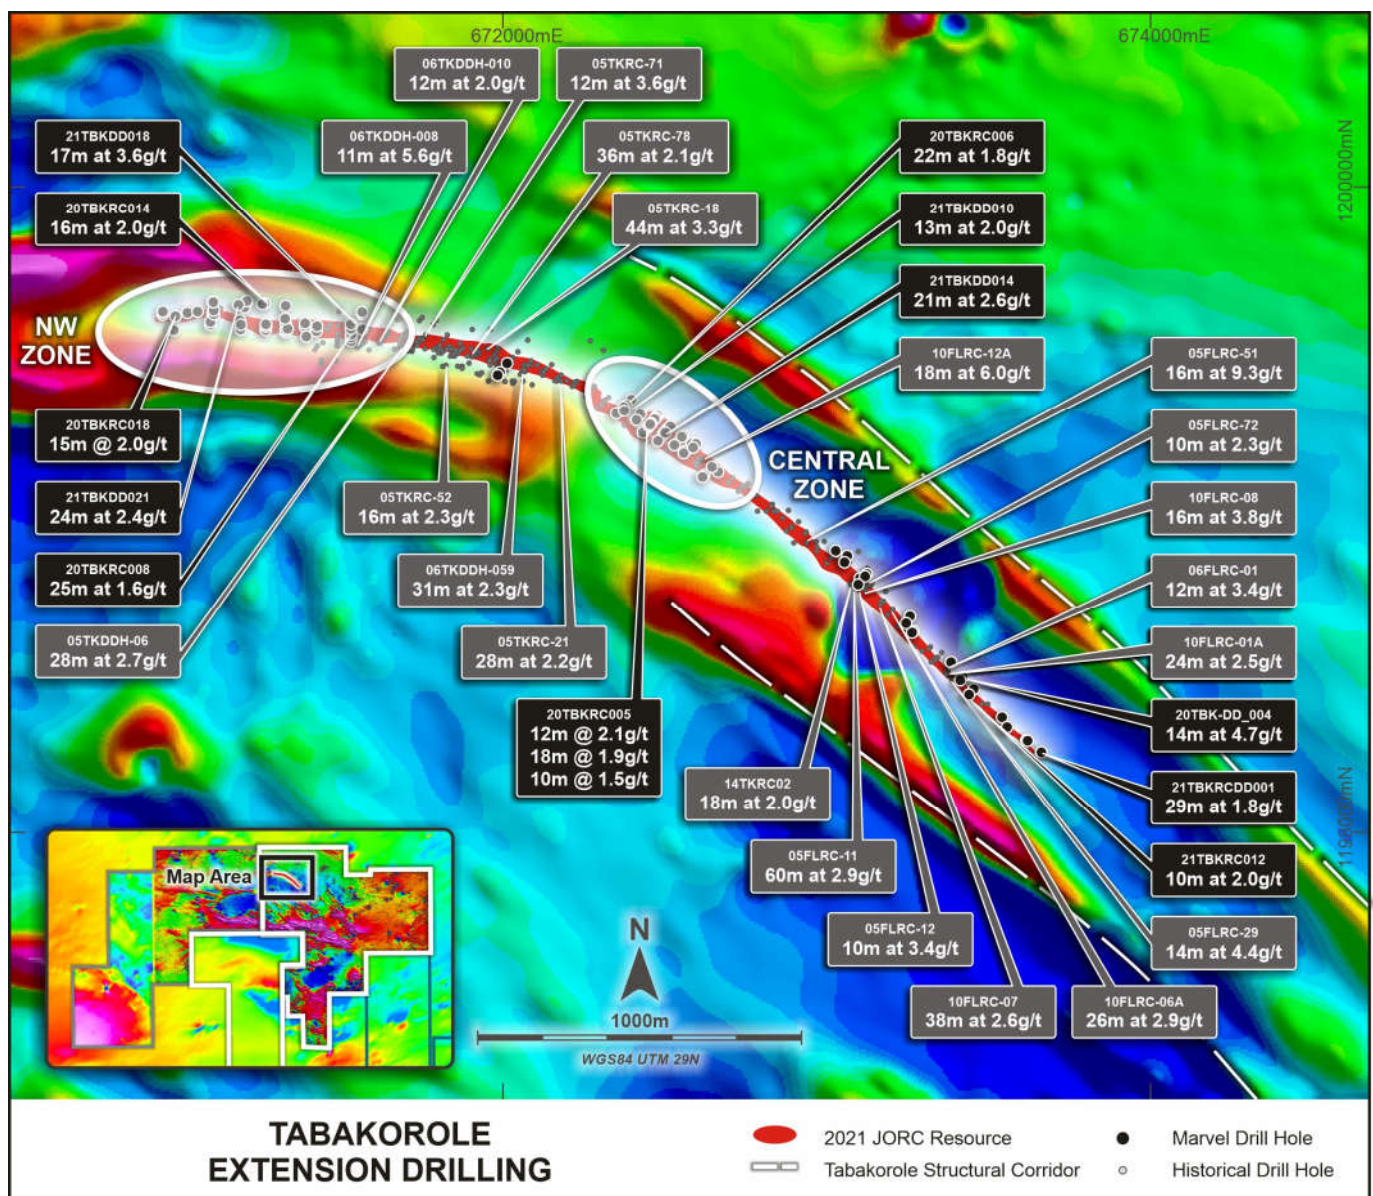 672000mE
674000mE
06TKDDH-010
12m at 2.0g/t
05TKRC-71
12m at 3.6g/t
21TBKDD018
17m at 3.6g/t
06TKDDH-008
11m at 5.6g/t
05TKRC-78
36m at 2.1g/t
20TBKRC006
22m at 1.8g/t
1200000mN
20TBKRC014
16m at 2.0g/t
05TKRC-18
44m at 3.3g/t
21TBKDD010
13m at 2.0g/t
21TBKDD014
21m at 2.6g/t
NW
ZONE
10FLRC-12A
18m at 6.0g/t
05FLRC-51
16m at 9.3g/t
20TBKRC018
15m @ 2.0g/t
05FLRC-72
10m at 2.3g/t
CENTRAL
ZONE
21TBKDD021
24m at 2.4g/t
05TKRC-52
16m at 2.3g/t
10FLRC-08
16m at 3.8g/t
20TBKRC008
25m at 1.6g/t
06TKDDH-059
31m at 2.3g/t
06FLRC-01
12m at 3.4g/t
05TKDDH-06
28m at 2.7g/t
05TKRC-21
28m at 2.2g/t
10FLRC-01A
24m at 2.5g/t
20TBKRC005
12m @ 2.1g/t
18m @ 1.9g/t
10m @ 1.5g/t
20TBK-DD_004
14m at 4.7g/t
14TKRC02
18m at 2.0g/t
21TBKRCDD001
29m at 1.8g/t
1198000mN
05FLRC-11
60m at 2.9g/t
21TBKRC012
10m at 2.0g/t
Map Area
05FLRC-12
10m at 3.4g/t
05FLRC-29
14m at 4.4g/t
N
10FLRC-07
38m at 2.6g/t
10FLRC-06A
26m at 2.9g/t
1000m
WGS84 UTM 29N
TABAKOROLE
EXTENSION DRILLING
2021 JORC Resource
Marvel Drill Hole
Tabakorole Structural Corridor
Historical Drill Hole